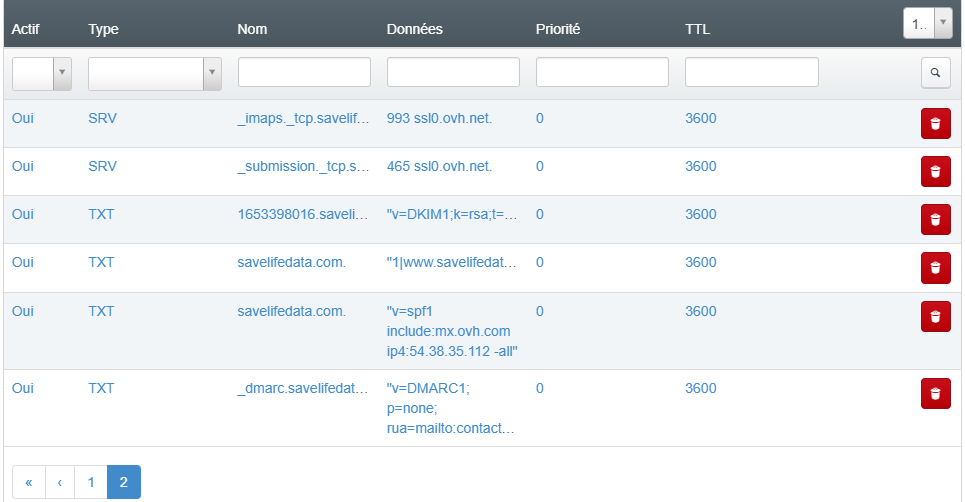 Actif Type Nom Données Priorité TTL 1..
Oui SRV _imaps._tcp.savelif... 993 ssl0.ovh.net. 0 3600
Oui SRV _submission._tcp.s... 465 ssl0.ovh.net. 0 3600
Oui TXT 1653398016.saveli... "v=DKIM1;k=rsa;t=... 0 3600
Oui TXT savelifedata.com. "1|www.savelifedat... 0 3600
Oui TXT savelifedata.com. "v=spf1 0 3600
include:mx.ovh.com
ip4:54.38.35.112 -all"
Oui TXT _dmarc.savelifedat... "v=DMARC1; 0 3600
p=none;
rua=mailto:contact...
« ‹ 1 2